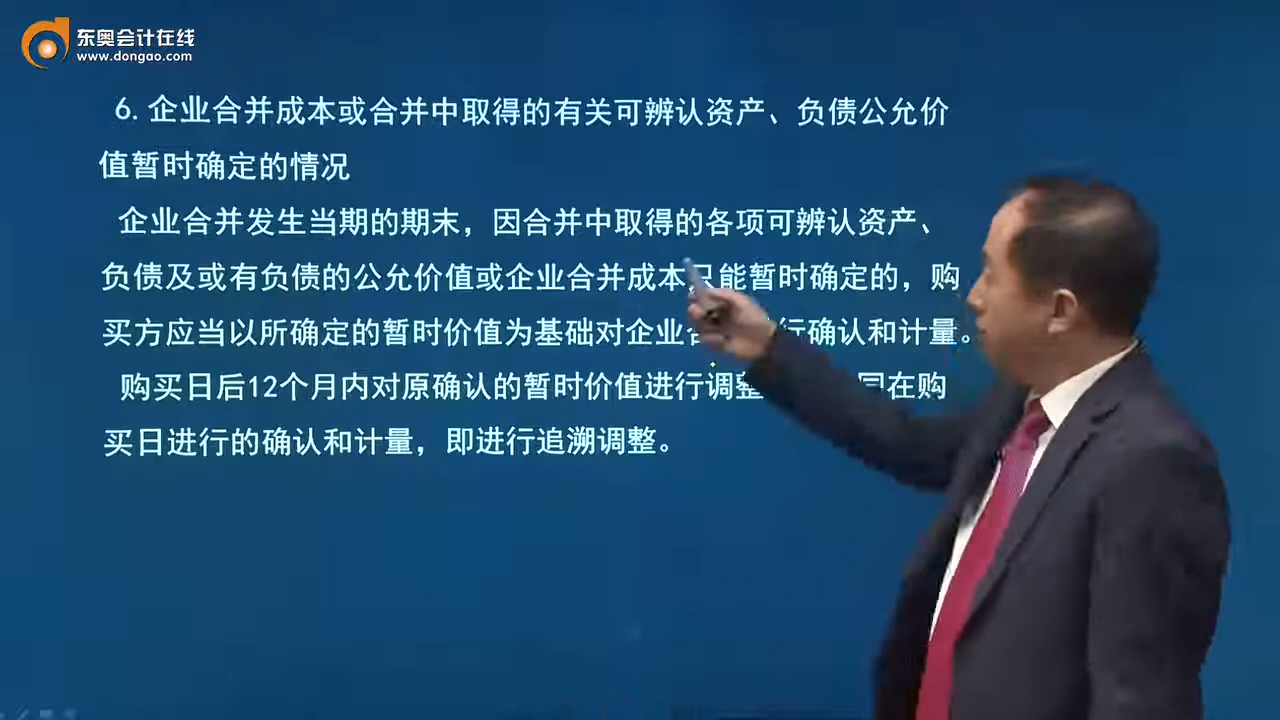 东奥会计在线
www.dongao.com
6.企业合并成本或合并中取得的有关可辨认资产、负债公允价
值暂时确定的情况
企业合并发生当期的期末，因合并中取得的各项可辨认资产、
负债及或有负债的公允价值或企业合并成本只能暂时确定的，购
买方应当以所确定的暂时价值为基础对企业合 行确认和计量。
购买日后12个月内对原确认的暂时价值进行调整 同在购
买日进行的确认和计量，即进行追溯调整。